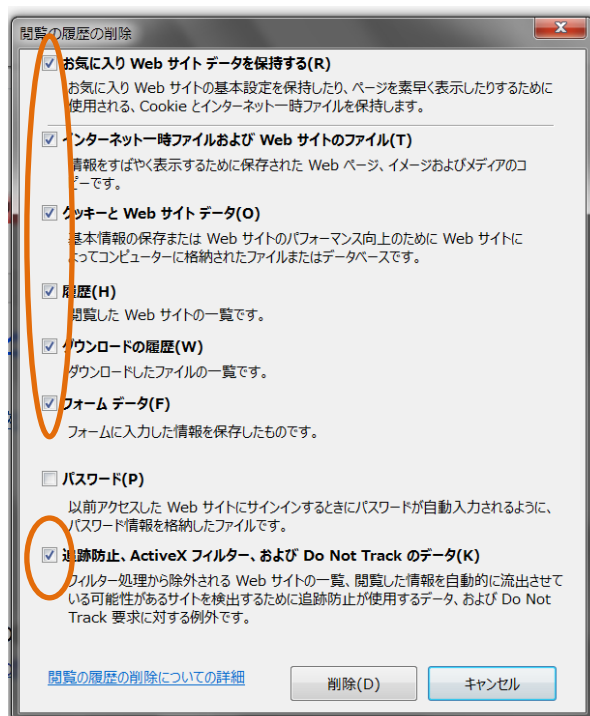 閲覧の履歴の削除
お気に入り Web サイト データを保持する(R)
お気に入り Web サイトの基本設定を保持したり、ページを素早く表示したりするために
使用される、Cookie とインターネット一時ファイルを保持します。
インターネット一時ファイルおよび Web サイトのファイル(T)
情報をすばやく表示するために保存された Web ページ、イメージおよびメディアのコ
ピーです。
クッキーと Web サイト データ(O)
基本情報の保存または Web サイトのパフォーマンス向上のために Web サイトに
よってコンピューターに格納されたファイルまたはデータベースです。
履歴(H)
閲覧した Web サイトの一覧です。
ダウンロードの履歴(W)
ダウンロードしたファイルの一覧です。
フォーム データ(F)
フォームに入力した情報を保存したものです。
パスワード(P)
以前アクセスした Web サイトにサインインするときにパスワードが自動入力されるように、
パスワード情報を格納したファイルです。
追跡防止、ActiveX フィルター、および Do Not Track のデータ(K)
フィルター処理から除外される Web サイトの一覧、閲覧した情報を自動的に流出させて
いる可能性があるサイトを検出するために追跡防止が使用するデータ、および Do Not
Track 要求に対する例外です。
閲覧の履歴の削除についての詳細
削除(D)
キャンセル